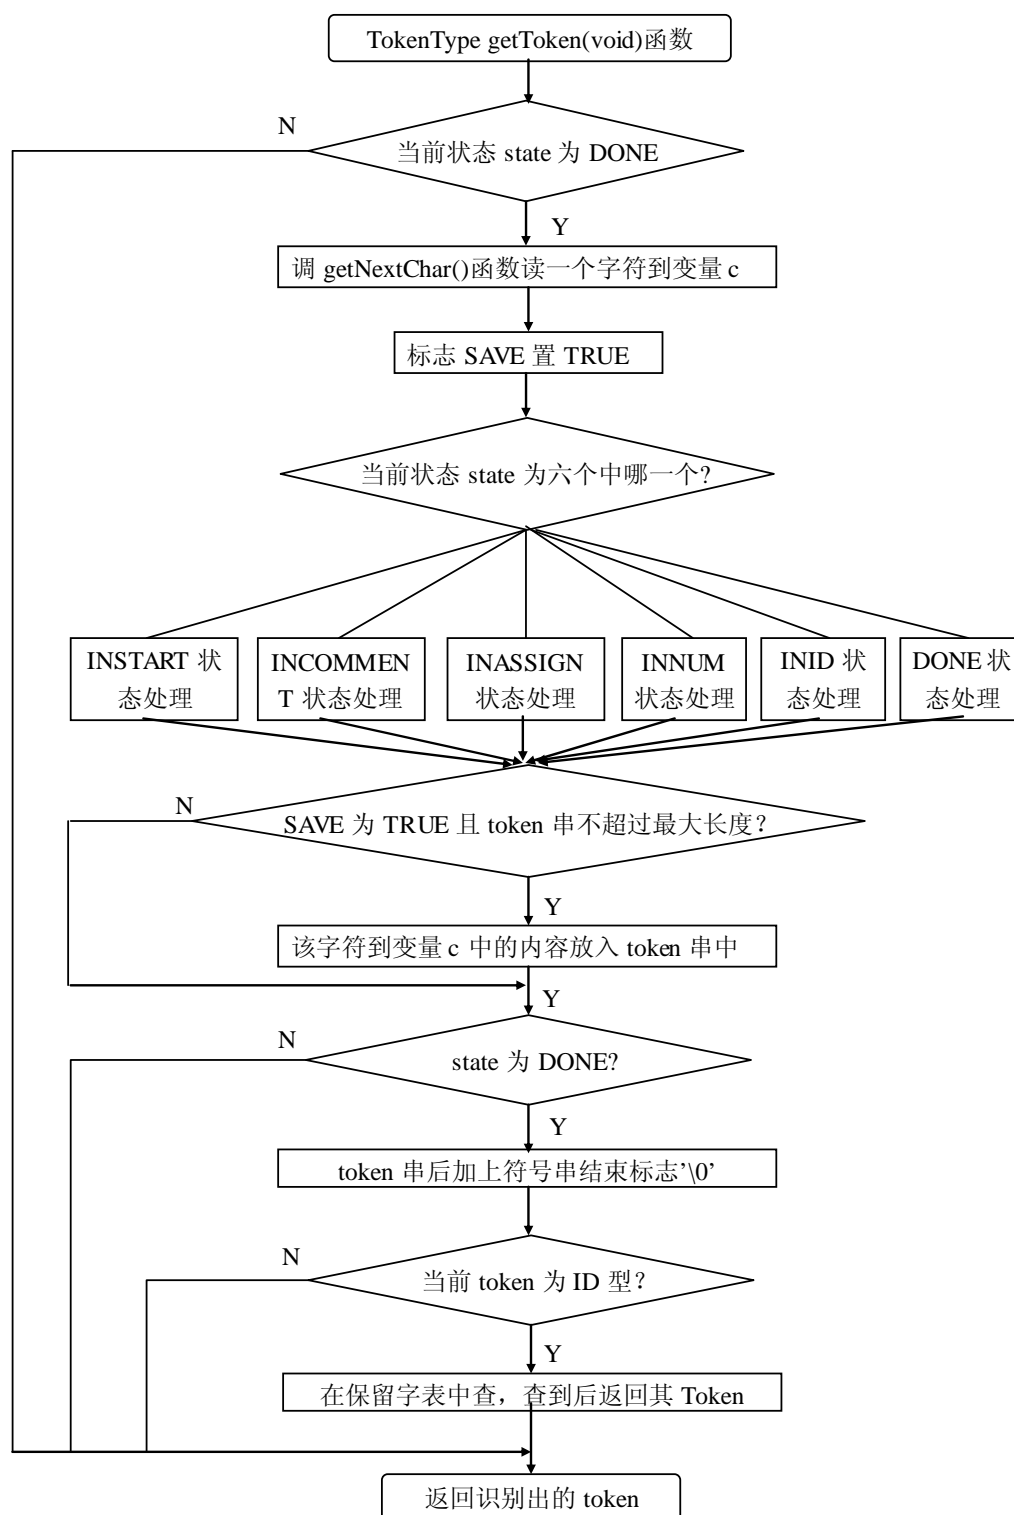 TokenType getToken(void)函数
N
当前状态 state 为 DONE
Y
调 getNextChar()函数读一个字符到变量 c
标志 SAVE 置 TRUE
当前状态 state 为六个中哪一个?
INSTART 状
态处理
INCOMMEN
T 状态处理
INASSIGN
状态处理
INNUM
状态处理
INID 状
态处理
DONE 状
态处理
N
SAVE 为 TRUE 且 token 串不超过最大长度？
Y
该字符到变量 c 中的内容放入 token 串中
Y
N
state 为 DONE?
Y
token 串后加上符号串结束标志’\0’
N
当前 token 为 ID 型？
Y
在保留字表中查，查到后返回其 Token
返回识别出的 token